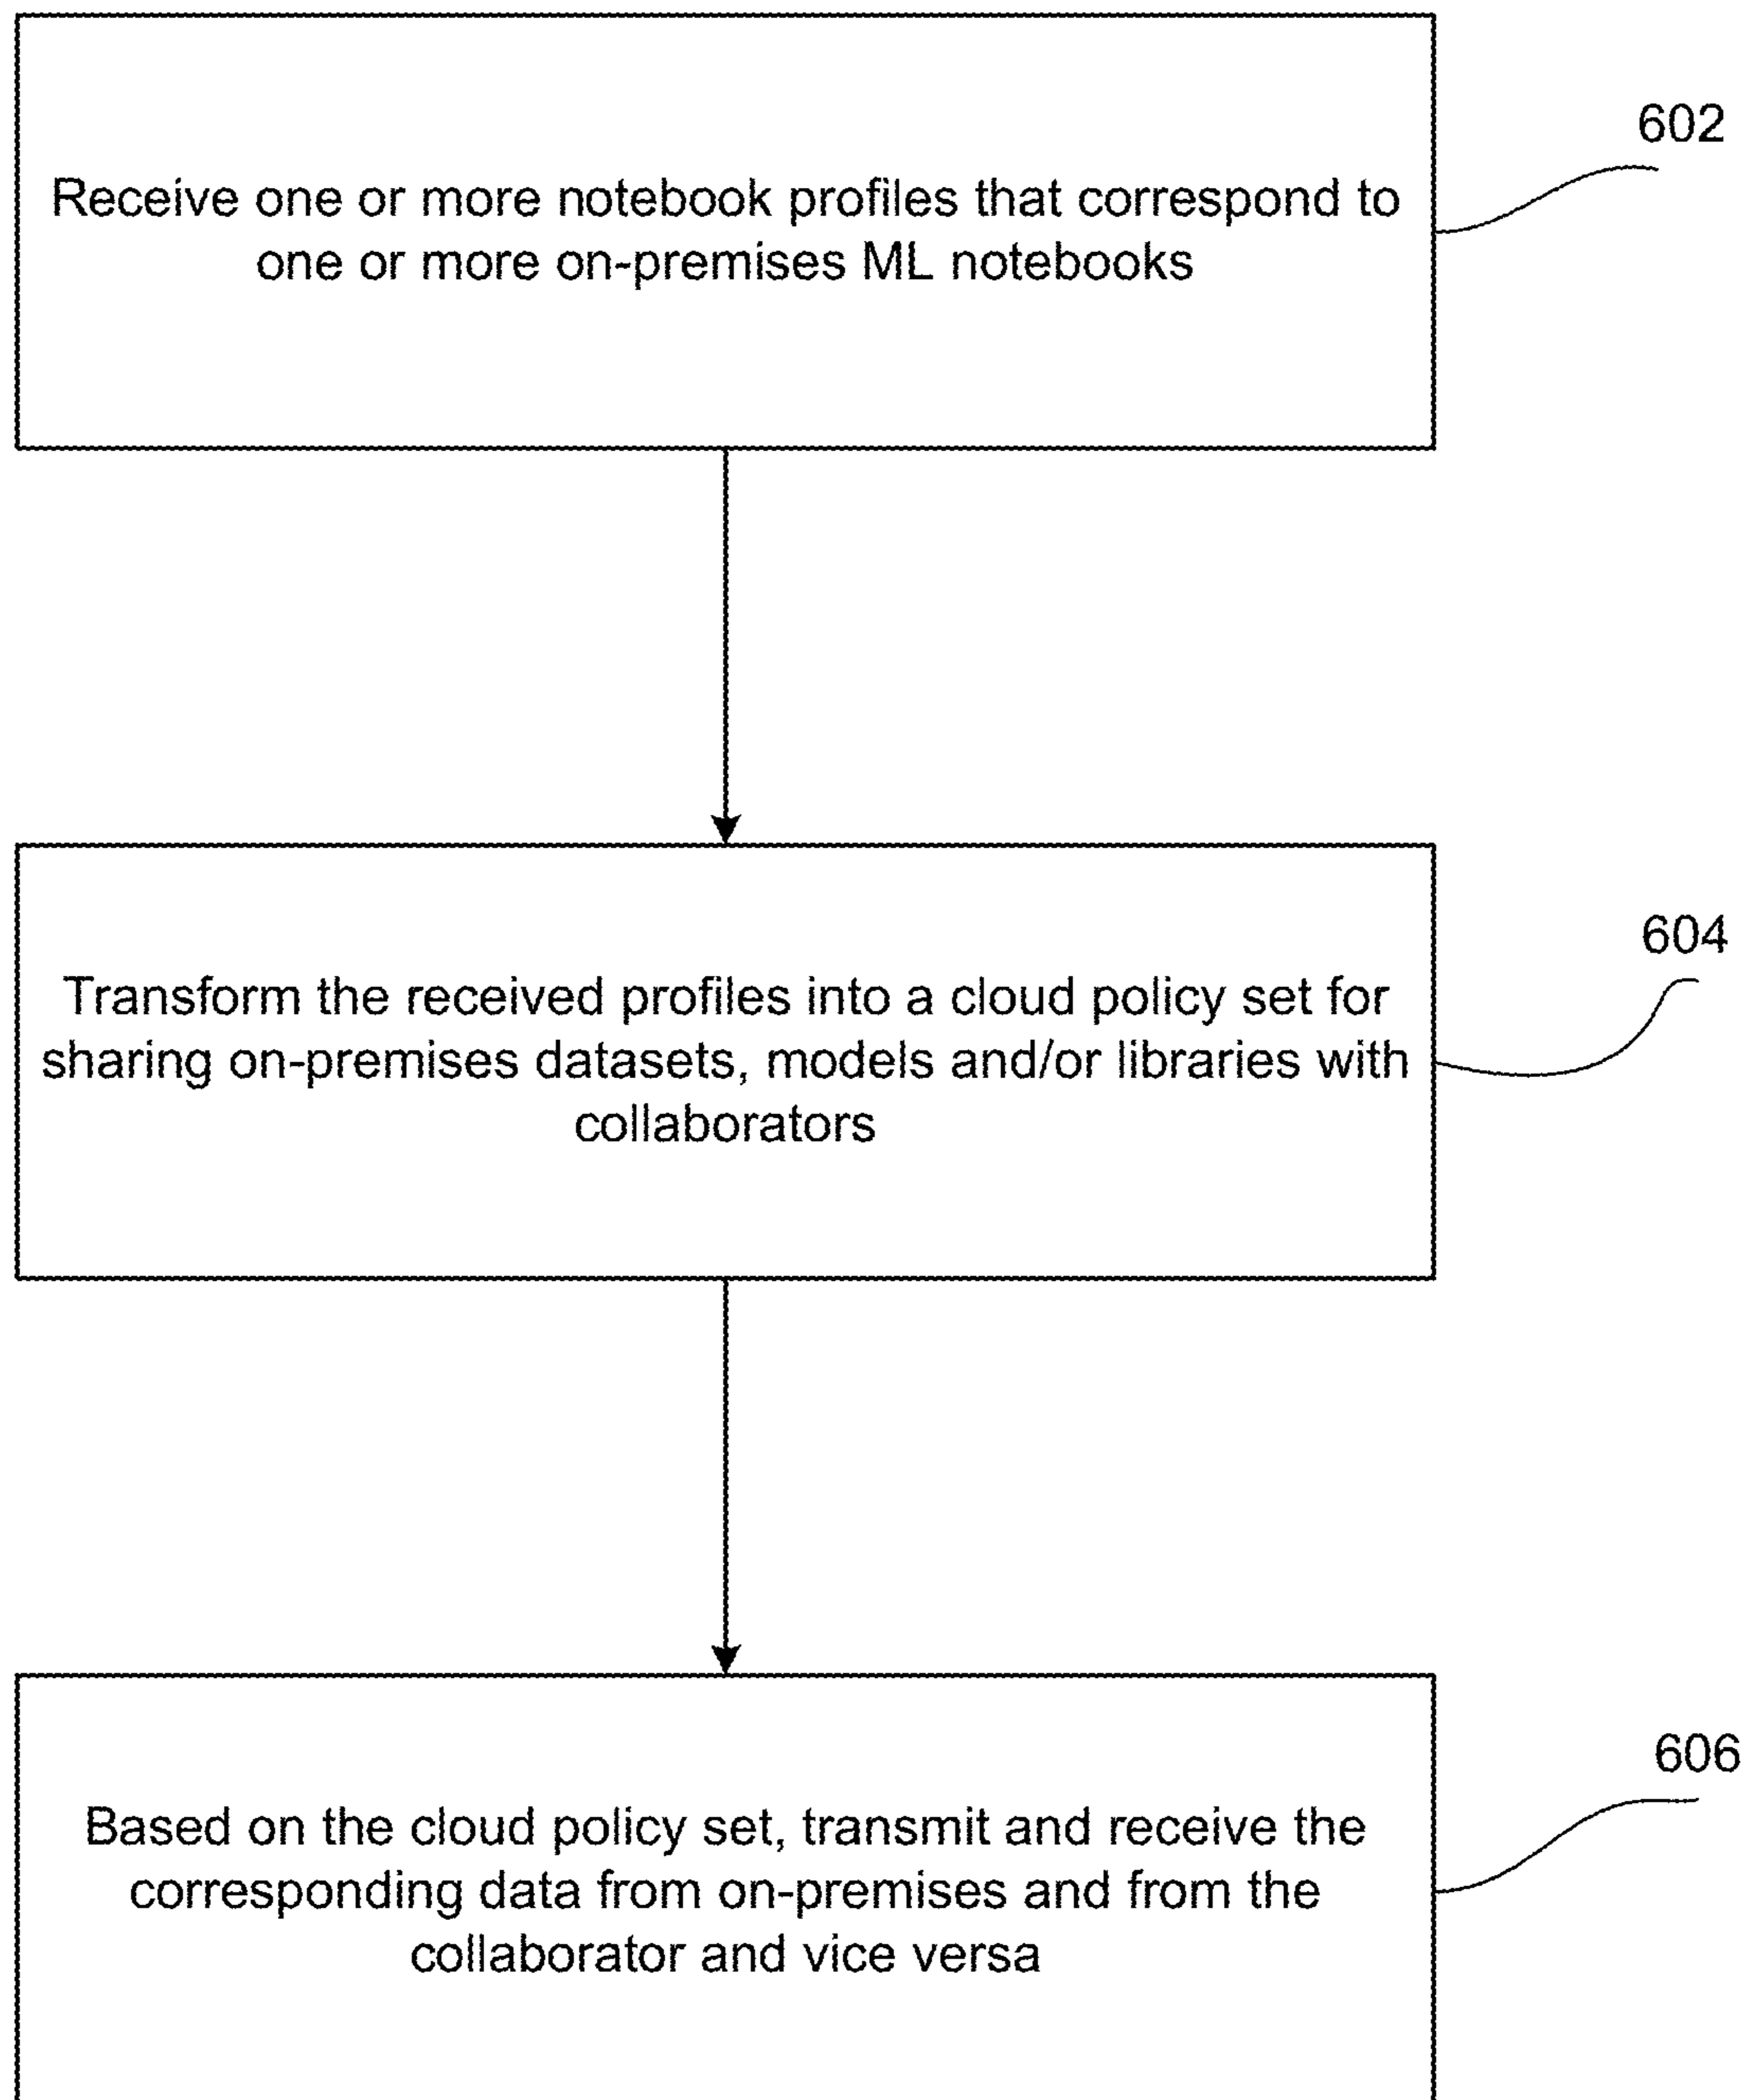 602
Receive one or more notebook profiles that correspond to
one or more on-premises ML notebooks
604
Transform the received profiles into a cloud policy set for
sharing on-premises datasets, models and/or libraries with
collaborators
606
Based on the cloud policy set, transmit and receive the
corresponding data from on-premises and from the
collaborator and vice versa